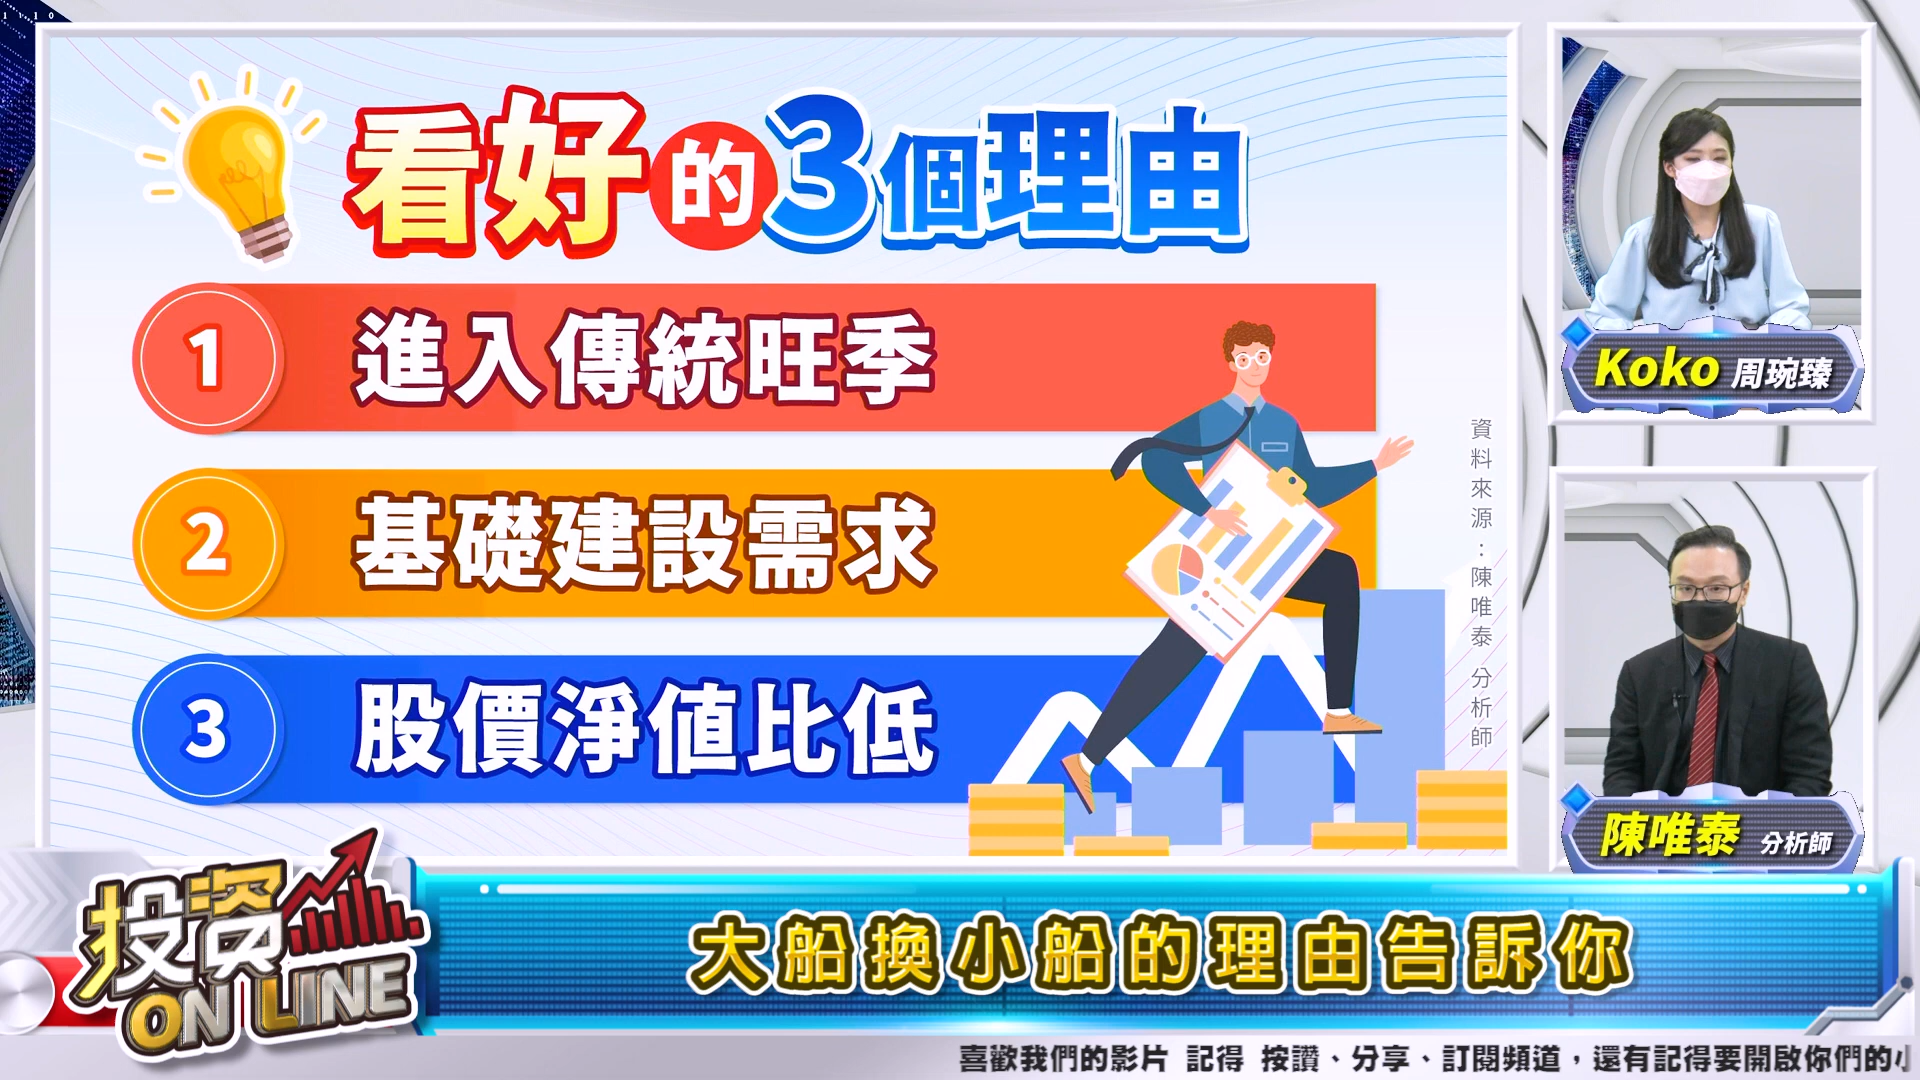 看好的3個理由
1 進入傳統旺季
2 基礎建設需求
3 股價淨值比低
資料來源：陳唯泰 分析師
Koko 周琬臻
陳唯泰 分析師
投資
ON LINE
大船換小船的理由告訴你
喜歡我們的影片 記得 按讚、分享、訂閱頻道，還有記得要開啟你們的小